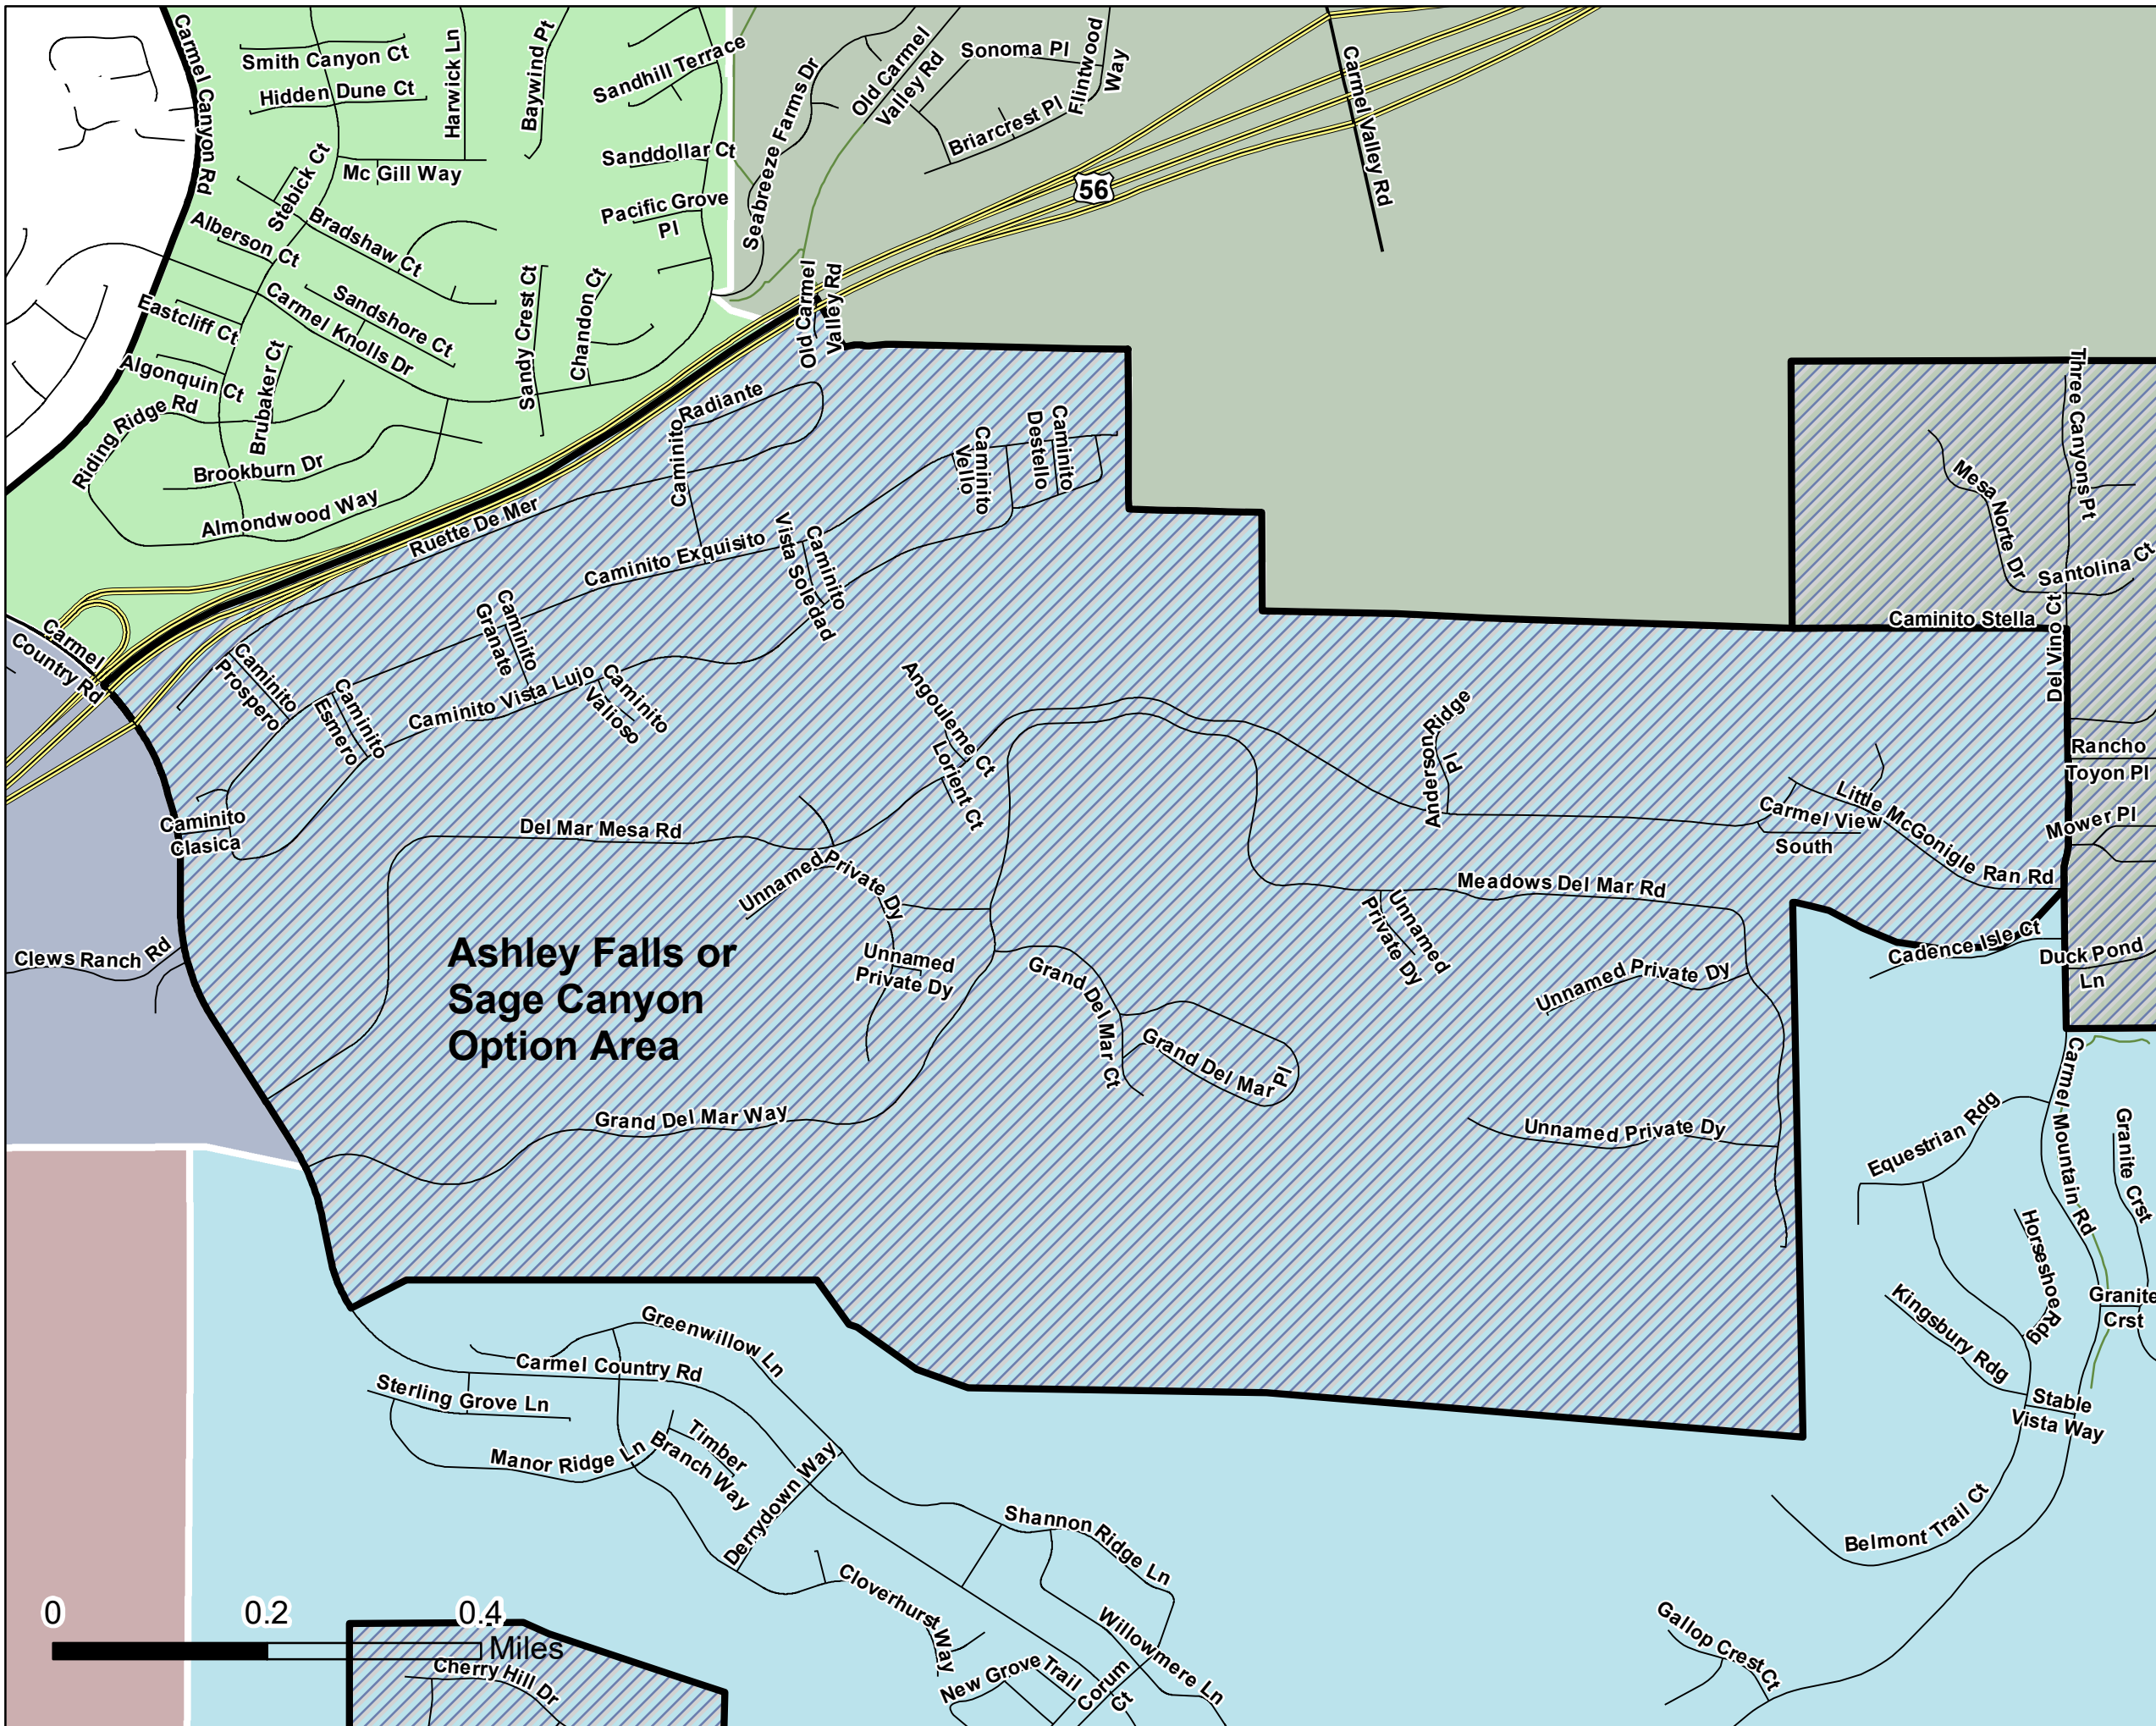 Carmel Canyon Rd
Smith Canyon Ct
Hidden Dune Ct
Harwick Ln
Baywind Pt
Sandhill Terrace
Seabreeze Farms Dr
Old Carmel
Valley Rd
Sonoma Pl
Flintwood
Way
Briarcrest Pl
Carmel Valley Rd
56
Mc Gill Way
Stebick Ct
Sanddollar Ct
Pacific Grove
Pl
Alberson Ct
Bradshaw Ct
Carmel Knolls Dr
Sandshore Ct
Eastcliff Ct
Sandy Crest Ct
Chandon Ct
Algonquin Ct
Brubaker Ct
Riding Ridge Rd
Brookburn Dr
Almondwood Way
Old Carmel
Valley Rd
Ruette De Mer
Caminito Radiante
Caminito
Vello
Caminito
Destello
Caminito Exquisito
Caminito
Vista Soledad
Caminito
Granate
Caminito Vista Lujo
Caminito
Valioso
Caminito
Prospero
Caminito
Esmero
Caminito
Clasica
Carmel
Country Rd
Clews Ranch Rd
Three Canyons Pt
Mesa Norte Dr
Santolina Ct
Caminito Stella
Del Vino Ct
Rancho
Toyon Pl
Mower Pl
Angouleme Ct
Lorient Ct
Anderson Ridge
Pl
Carmel View
South
Little McGonigle Ran Rd
Del Mar Mesa Rd
Unnamed Private Dy
Meadows Del Mar Rd
Unnamed
Private Dy
Unnamed
Private Dy
Unnamed Private Dy
Cadence Isle Ct
Duck Pond
Ln
Ashley Falls or
Sage Canyon
Option Area
Grand Del Mar Ct
Grand Del Mar Pl
Grand Del Mar Way
Unnamed Private Dy
Carmel Mountain Rd
Equestrian Rdg
Granite Crst
Horseshoe Rdg
Kingsbury Rdg
Granite
Crst
Stable
Vista Way
Belmont Trail Ct
Gallop Crest Ct
Greenwillow Ln
Carmel Country Rd
Sterling Grove Ln
Manor Ridge Ln
Timber
Branch Way
Derrydown Way
Shannon Ridge Ln
Cloverhurst Way
Willowmere Ln
New Grove Trail
Corum
Ct
Cherry Hill Dr
0 0.2 0.4
Miles